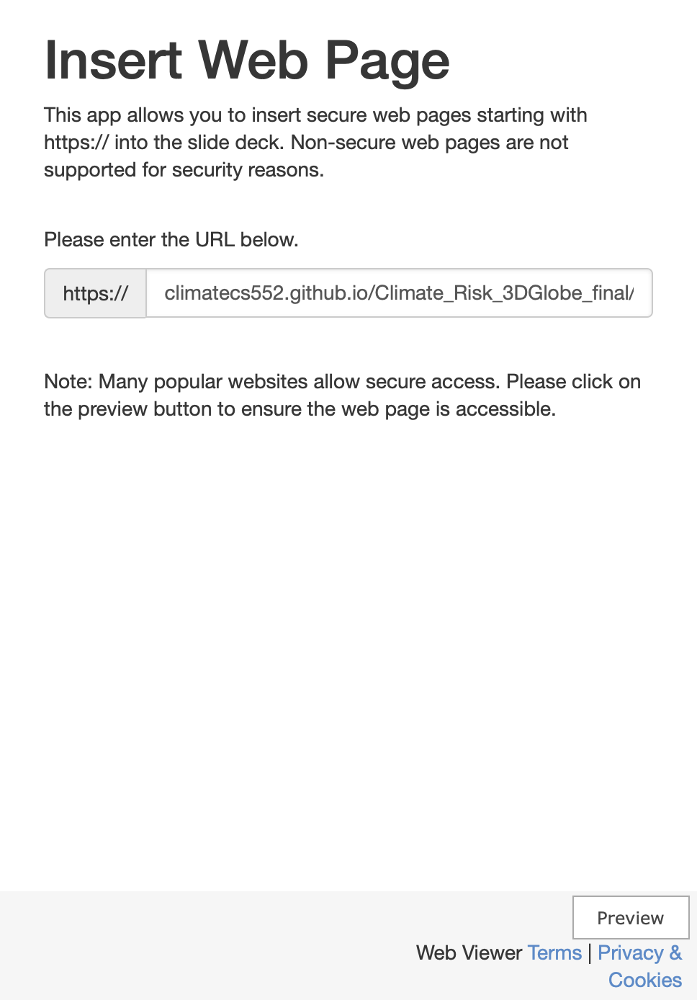 Insert Web Page
This app allows you to insert secure web pages starting with
https:// into the slide deck. Non-secure web pages are not
supported for security reasons.
Please enter the URL below.
https:// climatecs552.github.io/Climate_Risk_3DGlobe_final/
Note: Many popular websites allow secure access. Please click on
the preview button to ensure the web page is accessible.
Preview
Web Viewer Terms | Privacy &
Cookies